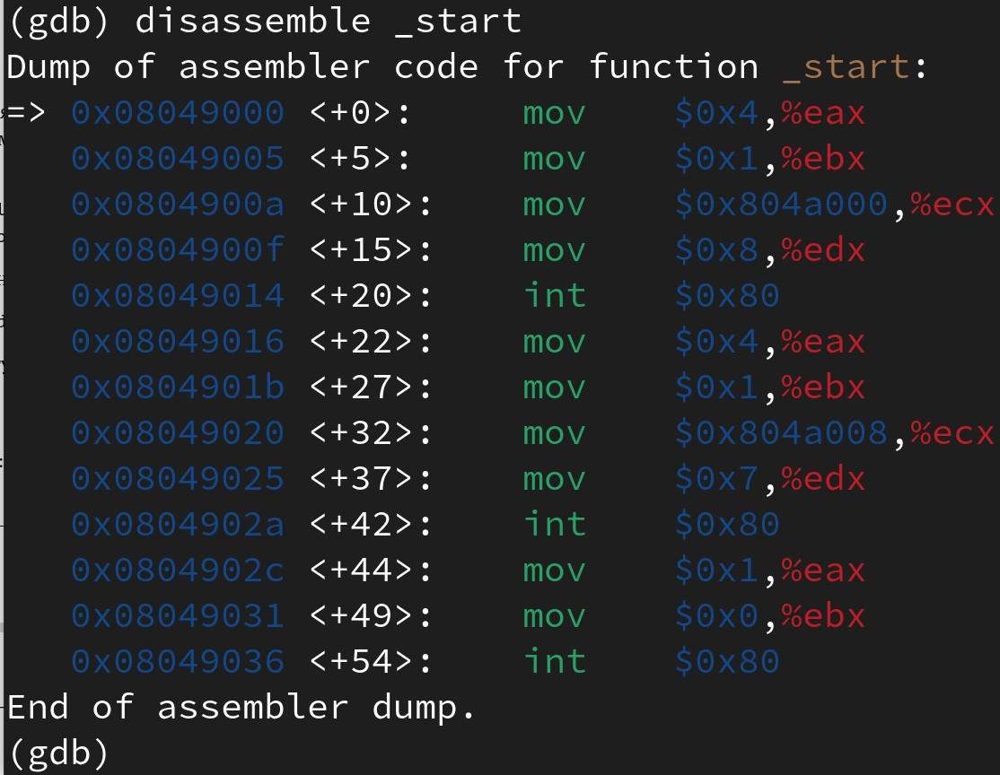 (gdb) disassemble _start
Dump of assembler code for function _start:
=> 0x08049000 <+0>:     mov    $0x4,%eax
   0x08049005 <+5>:     mov    $0x1,%ebx
   0x0804900a <+10>:    mov    $0x804a000,%ecx
   0x0804900f <+15>:    mov    $0x8,%edx
   0x08049014 <+20>:    int    $0x80
   0x08049016 <+22>:    mov    $0x4,%eax
   0x0804901b <+27>:    mov    $0x1,%ebx
   0x08049020 <+32>:    mov    $0x804a008,%ecx
   0x08049025 <+37>:    mov    $0x7,%edx
   0x0804902a <+42>:    int    $0x80
   0x0804902c <+44>:    mov    $0x1,%eax
   0x08049031 <+49>:    mov    $0x0,%ebx
   0x08049036 <+54>:    int    $0x80
End of assembler dump.
(gdb)